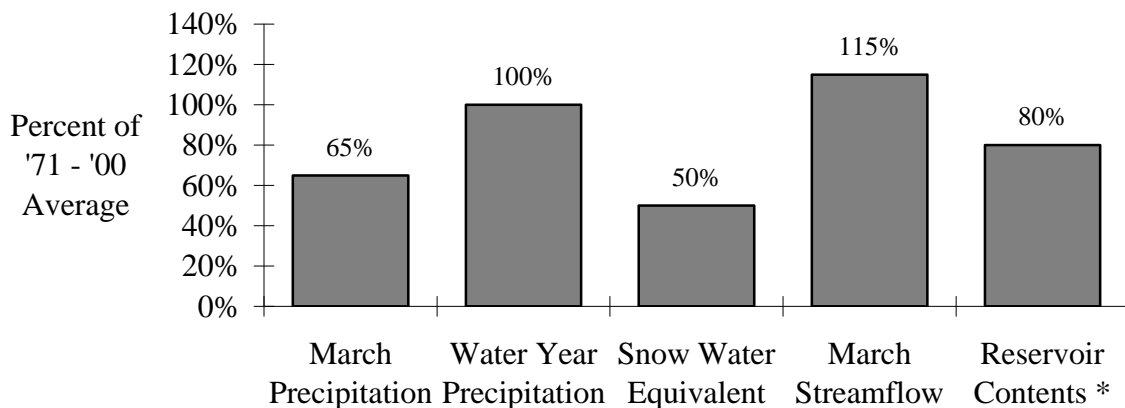 140%
120%
100%
80%
60%
40%
20%
0%
Percent of
'71 - '00
Average
65%
100%
50%
115%
80%
March
Precipitation
Water Year
Precipitation
Snow Water
Equivalent
March
Streamflow
Reservoir
Contents *